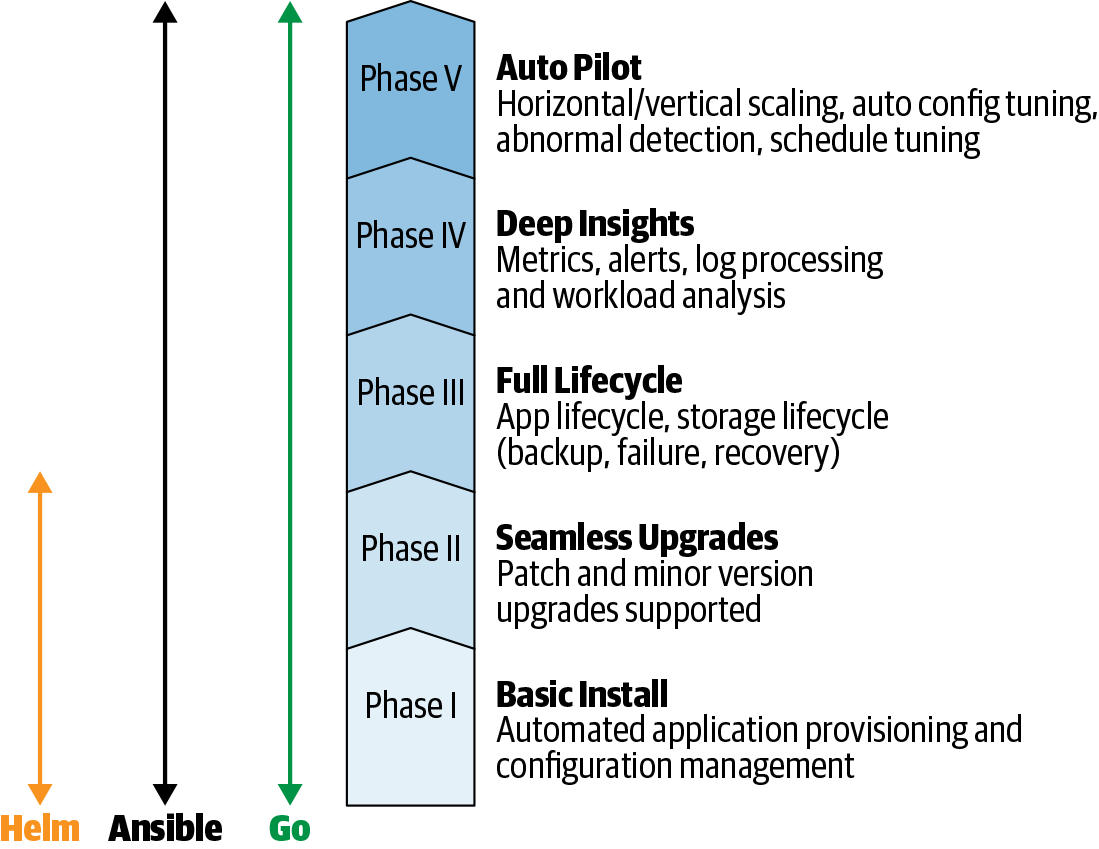 Phase V
Auto Pilot
Horizontal/vertical scaling, auto config tuning,
abnormal detection, schedule tuning
Phase IV
Deep Insights
Metrics, alerts, log processing
and workload analysis
Phase III
Full Lifecycle
App lifecycle, storage lifecycle
(backup, failure, recovery)
Phase II
Seamless Upgrades
Patch and minor version
upgrades supported
Phase I
Basic Install
Automated application provisioning and
configuration management
Helm
Ansible
Go